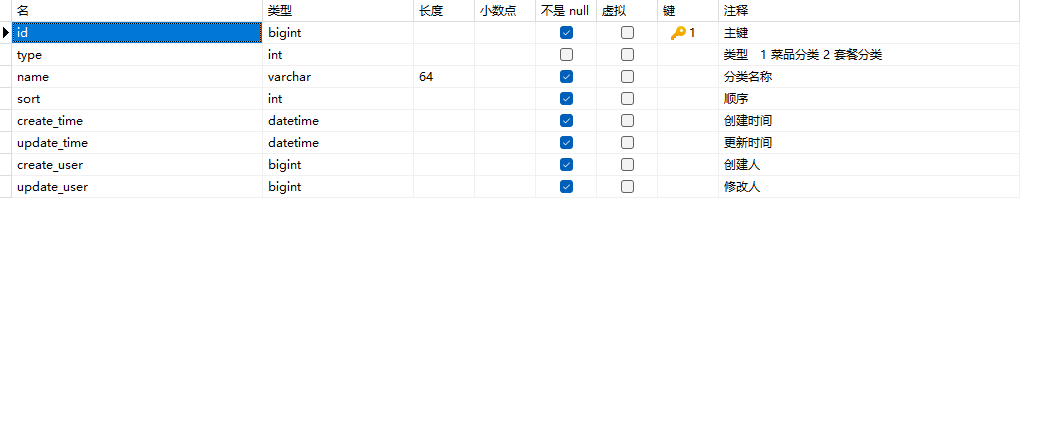 名 类型 长度 小数点 不是 null 虚拟 键 注释
id bigint 1 主键
type int 类型 1 菜品分类 2 套餐分类
name varchar 64 分类名称
sort int 顺序
create_time datetime 创建时间
update_time datetime 更新时间
create_user bigint 创建人
update_user bigint 修改人